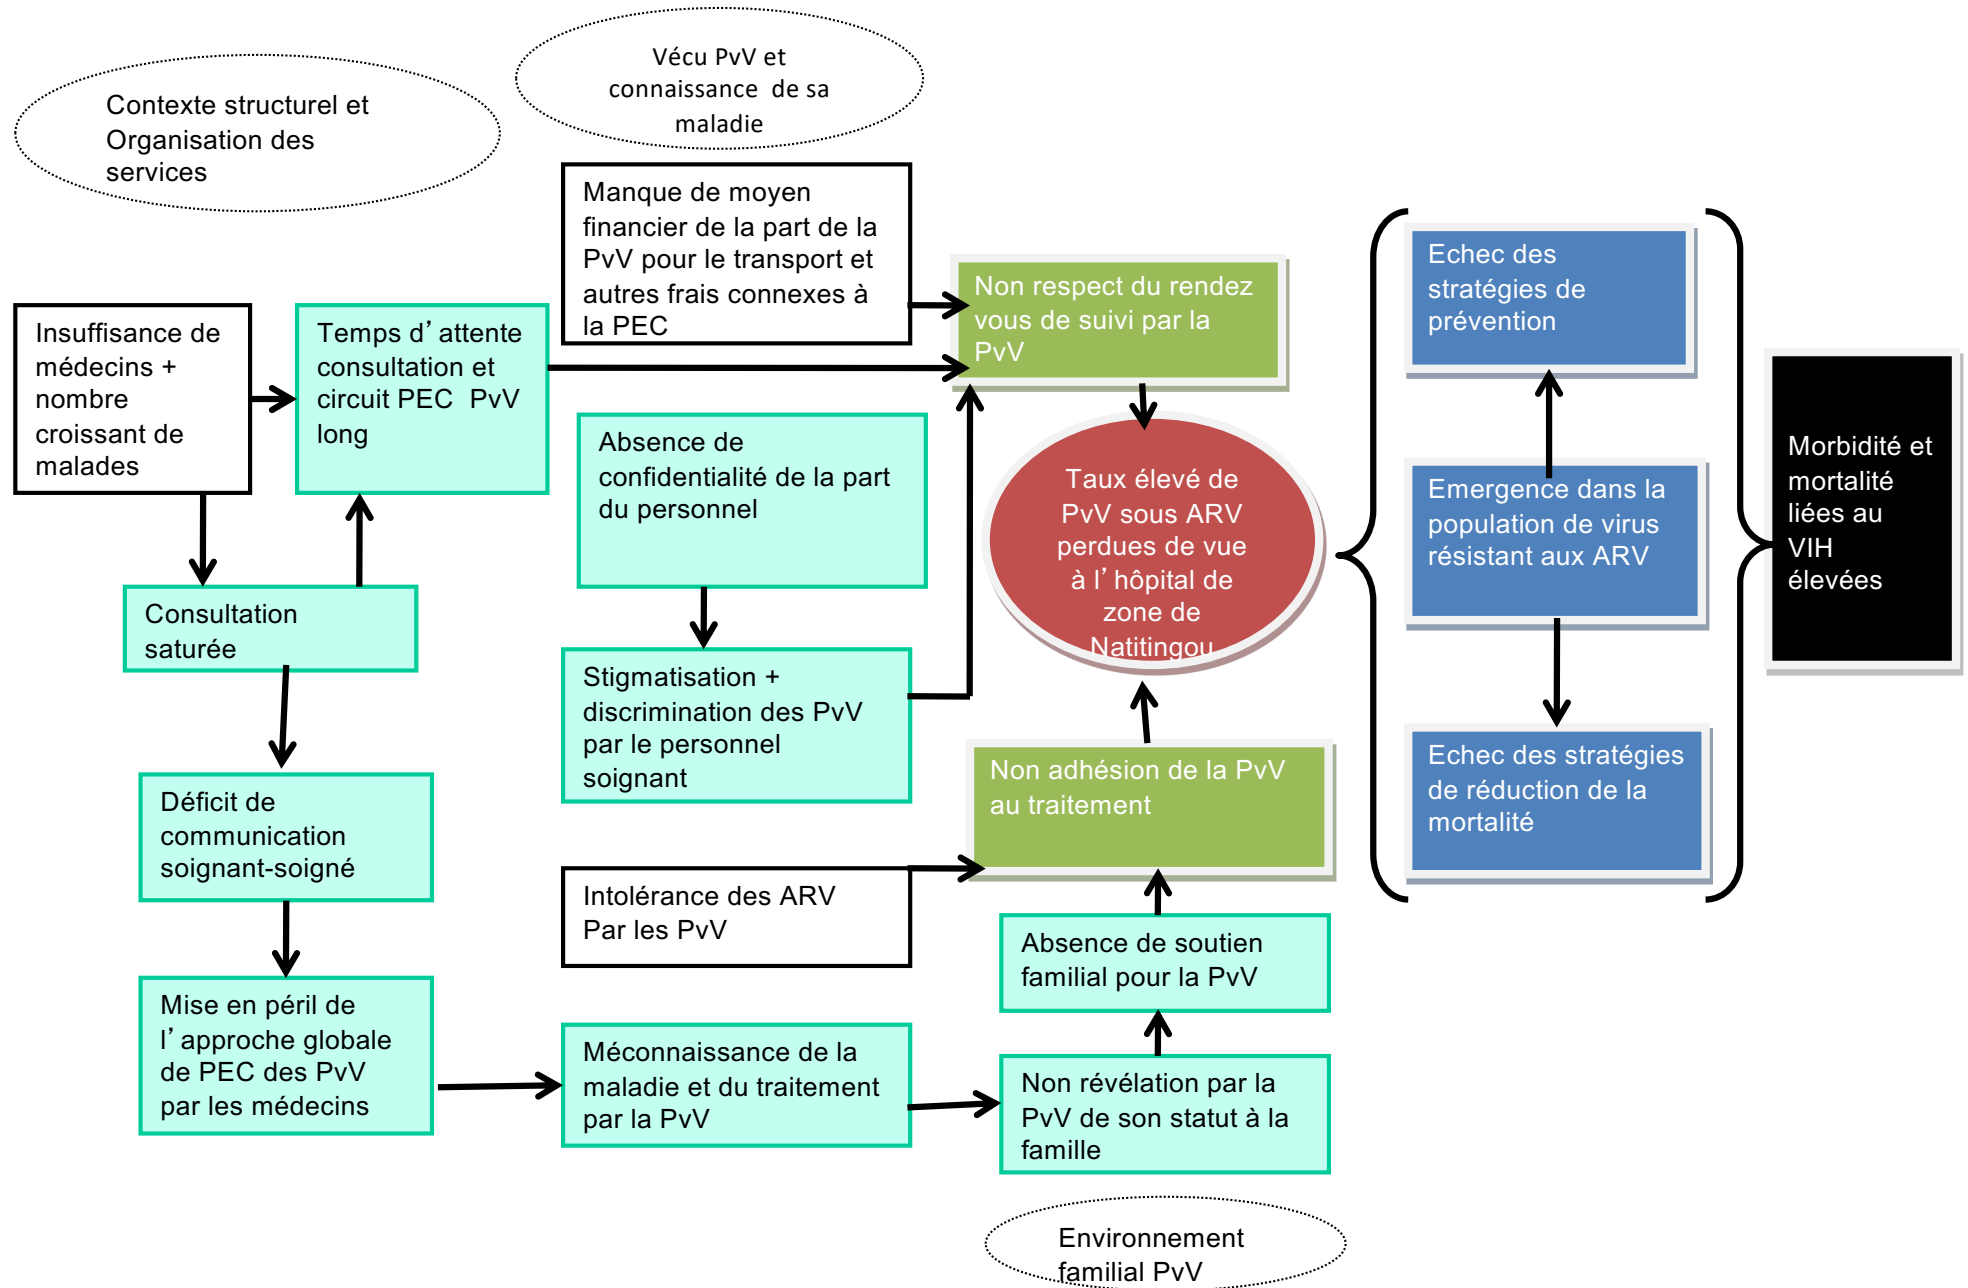 Contexte structurel et
Organisation des
services
Vécu PvV et
connaissance de sa
maladie
Insuffisance de
médecins +
nombre
croissant de
malades
Temps d’attente
consultation et
circuit PEC PvV
long
Manque de moyen
financier de la part de la
PvV pour le transport et
autres frais connexes à
la PEC
Non respect du rendez
vous de suivi par la
PvV
Absence de
confidentialité de la part
du personnel
Consultation
saturée
Stigmatisation +
discrimination des PvV
par le personnel
soignant
Taux élevé de
PvV sous ARV
perdues de vue
à l’hôpital de
zone de
Natitingou
Non adhésion de la PvV
au traitement
Déficit de
communication
soignant-soigné
Intolérance des ARV
Par les PvV
Absence de soutien
familial pour la PvV
Mise en péril de
l’approche globale
de PEC des PvV
par les médecins
Méconnaissance de la
maladie et du traitement
par la PvV
Non révélation par la
PvV de son statut à la
famille
Environnement
familial PvV
Echec des
stratégies de
prévention
Emergence dans la
population de virus
résistant aux ARV
Echec des stratégies
de réduction de la
mortalité
Morbidité et
mortalité
liées au
VIH
élevées